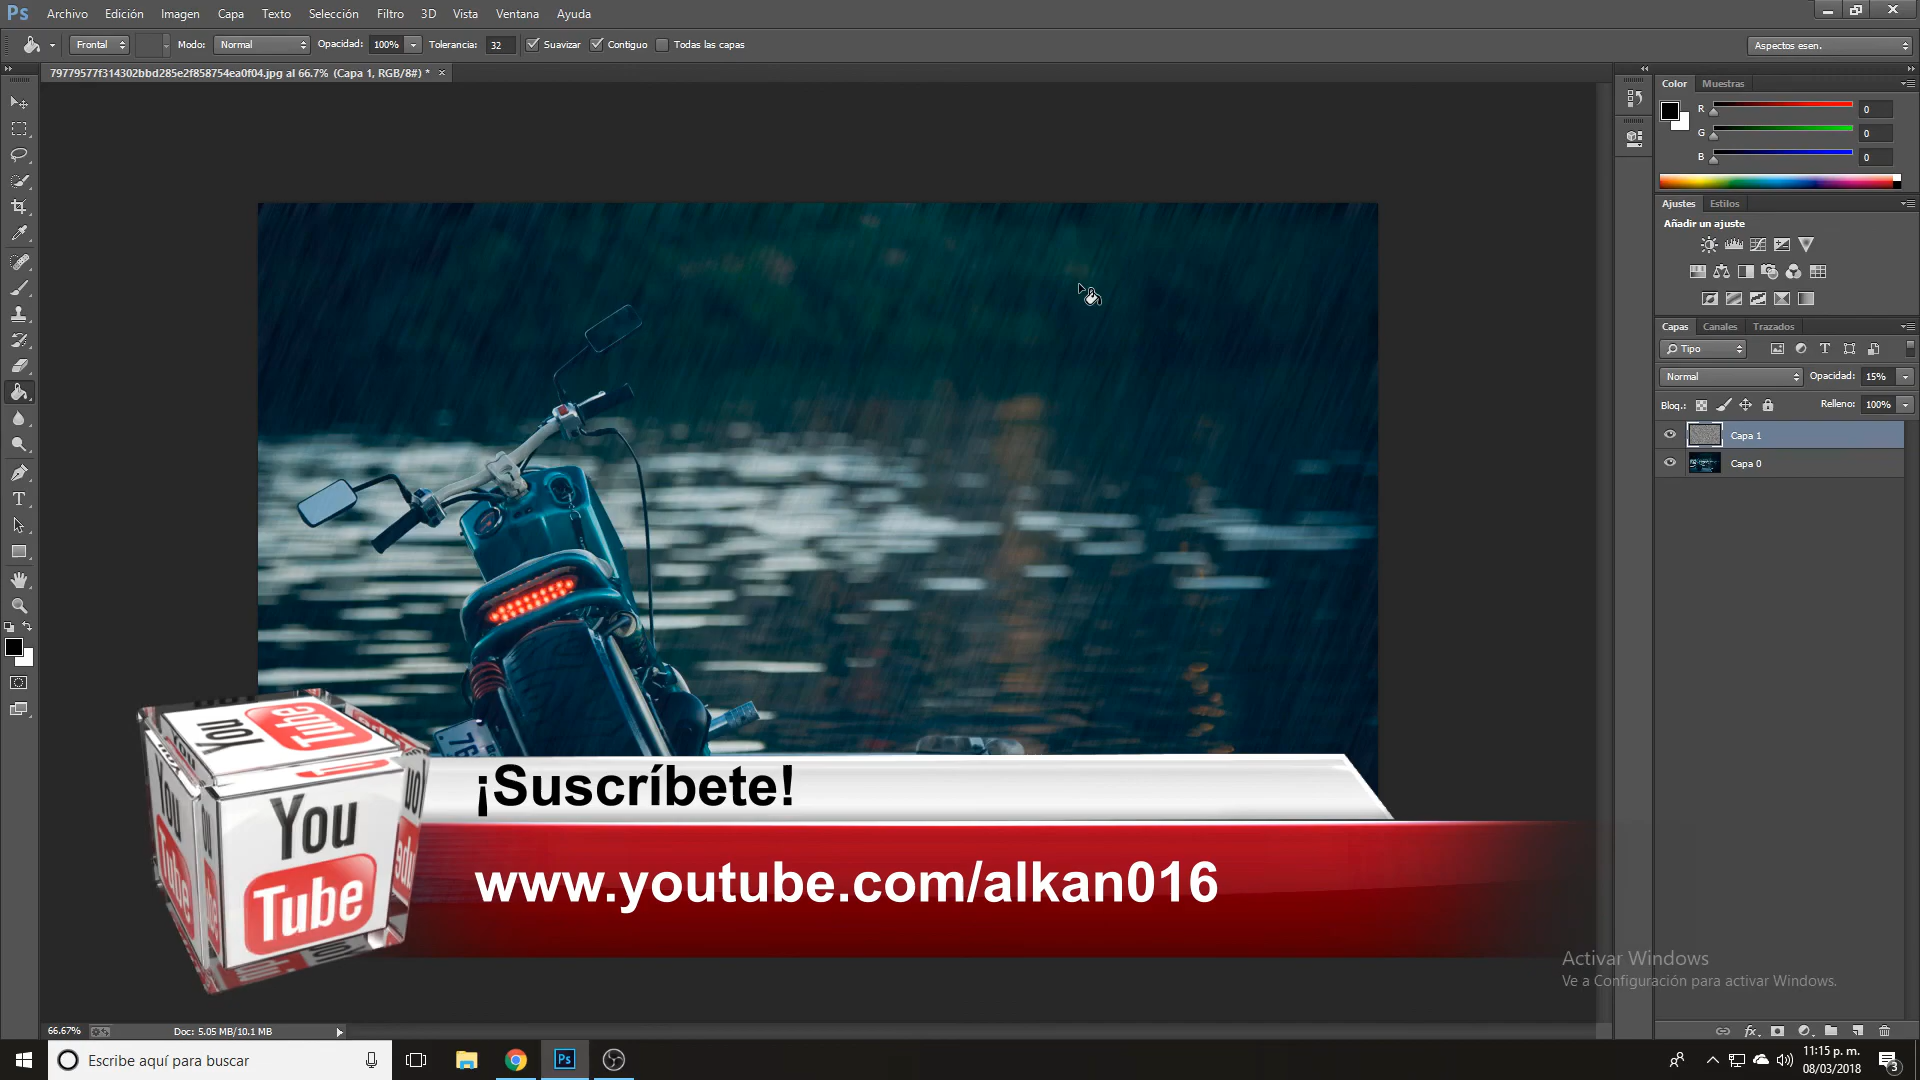 Ps Archivo Edición Imagen Capa Texto Selección Filtro 3D Vista Ventana Ayuda
Frontal Modo: Normal Opacidad: 100% Tolerancia: 32 Suavizar Contiguo Todas las capas Aspectos esen.
79779577f314302bbd285e2f858754ea0f04.jpg al 66.7% (Capa 1, RGB/8#) * ×
Color Muestras
R 0
G 0
B 0
Ajustes Estilos
Añadir un ajuste
Capas Canales Trazados
Tipo
Normal Opacidad: 15%
Bloq.: Relleno: 100%
Capa 1
Capa 0
You Tube
¡Suscríbete!
www.youtube.com/alkan016
Activar Windows
Ve a Configuración para activar Windows.
66.67% Doc: 5.05 MB/10.1 MB
Escribe aquí para buscar
Ps
11:15 p. m.
08/03/2018
3